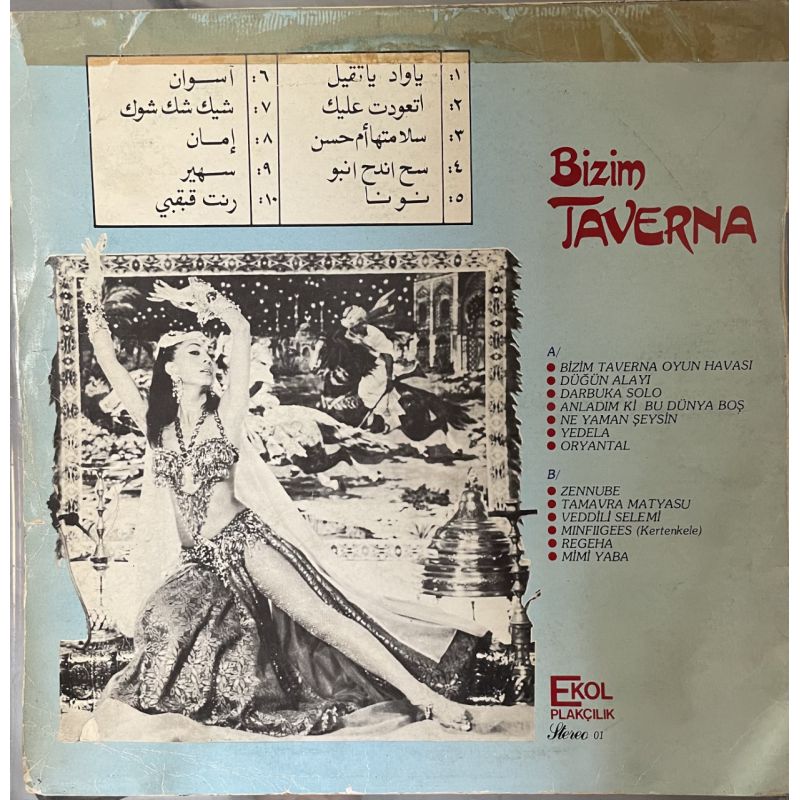 ١: ياواد ياتقيل
٢: اتعودت عليك
٣: سلامتهاأم حسن
٤: سح اندح انبو
٥: نونا
٦: آسوان
٧: شيك شك شوك
٨: إمان
٩: سهير
١٠: رنت قبقبي
Bizim
TAVERNA
A/
BİZİM TAVERNA OYUN HAVASI
DÜĞÜN ALAYI
DARBUKA SOLO
ANLADIM Kİ BU DÜNYA BOŞ
NE YAMAN ŞEYSİN
YEDELA
ORYANTAL
B/
ZENNUBE
TAMAVRA MATYASU
VEDDİLİ SELEMİ
MINFIIGEES (Kertenkele)
REGEHA
MİMİ YABA
EKOL
PLAKÇILIK
Stereo 01